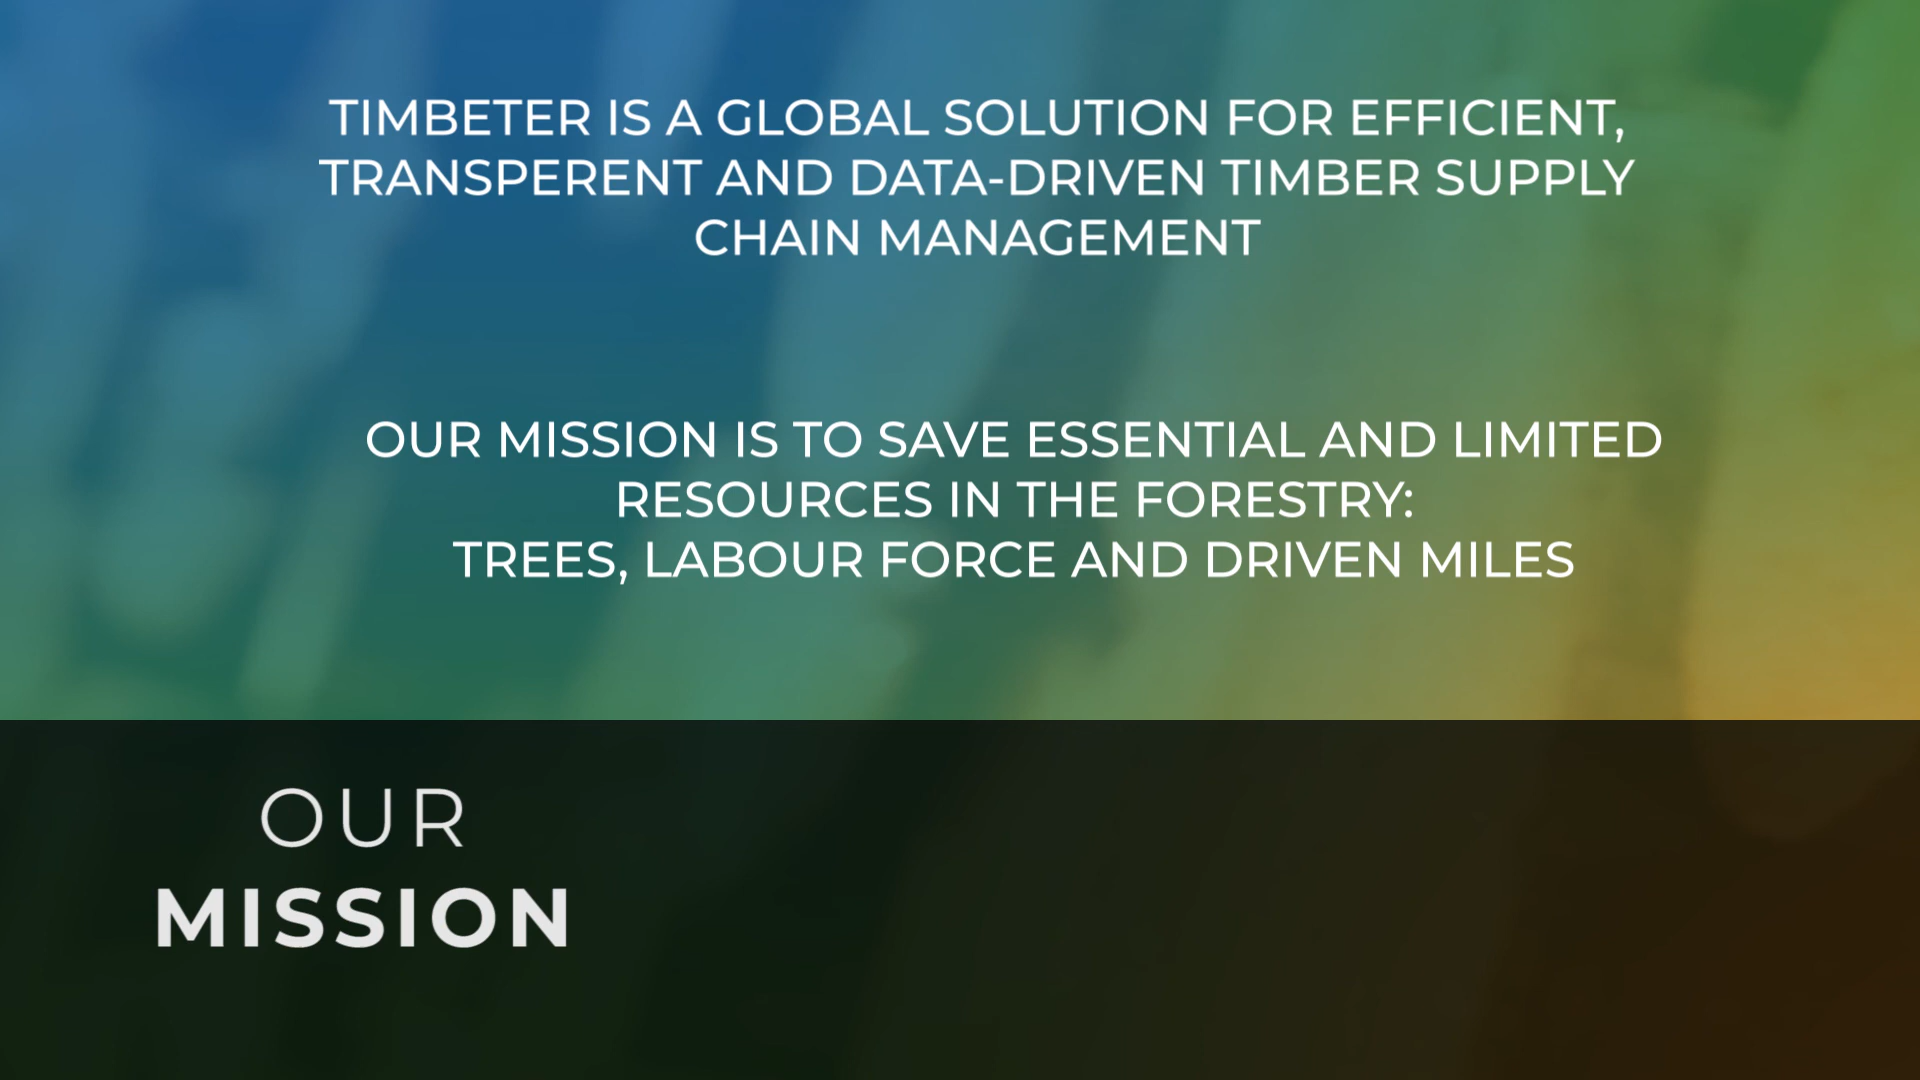 TIMBETER IS A GLOBAL SOLUTION FOR EFFICIENT,
TRANSPERENT AND DATA-DRIVEN TIMBER SUPPLY
CHAIN MANAGEMENT
OUR MISSION IS TO SAVE ESSENTIAL AND LIMITED
RESOURCES IN THE FORESTRY:
TREES, LABOUR FORCE AND DRIVEN MILES
OUR
MISSION